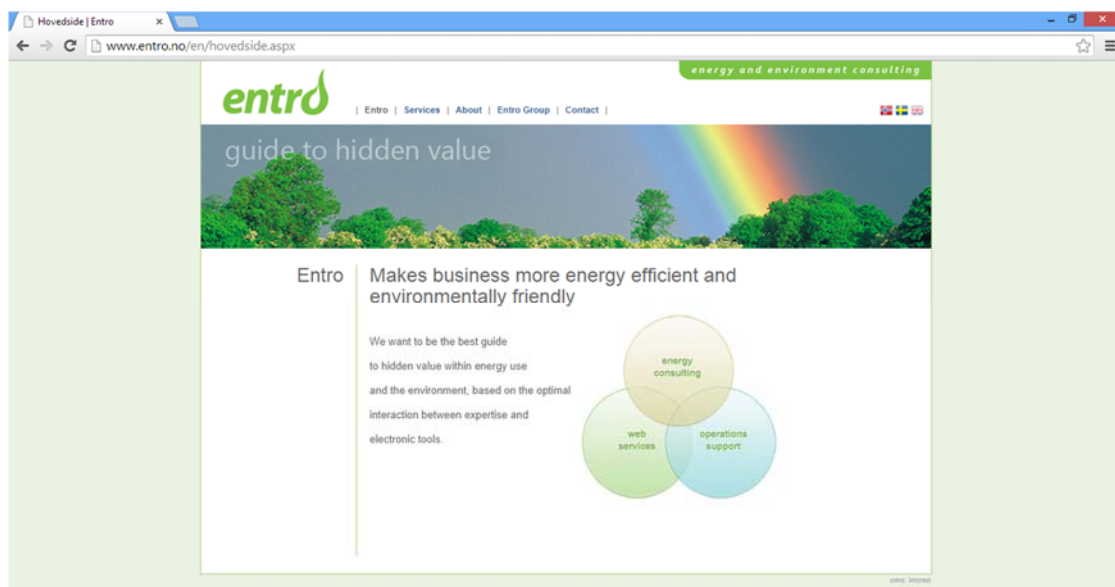 Hovedside | Entro
www.entro.no/en/hovedside.aspx
energy and environment consulting
entro
| Entro | Services | About | Entro Group | Contact |
guide to hidden value
Entro
Makes business more energy efficient and
environmentally friendly
We want to be the best guide
to hidden value within energy use
and the environment, based on the optimal
interaction between expertise and
electronic tools.
energy
consulting
web
services
operations
support
cms: increo